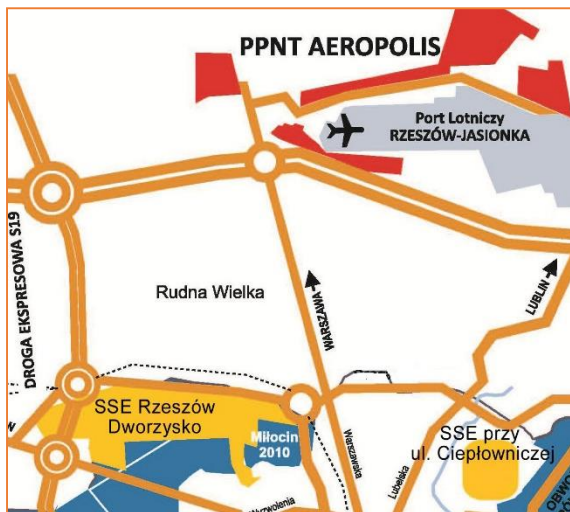 PPNT AEROPOLIS
Port Lotniczy
RZESZÓW-JASIONKA
DROGA EKSPRESOWA S19
Rudna Wielka
WARSZAWA
LUBLIN
SSE Rzeszów
Dworzysko
Miłocin
2010
Warszawska
Lubelska
SSE przy
ul. Ciepłowniczej